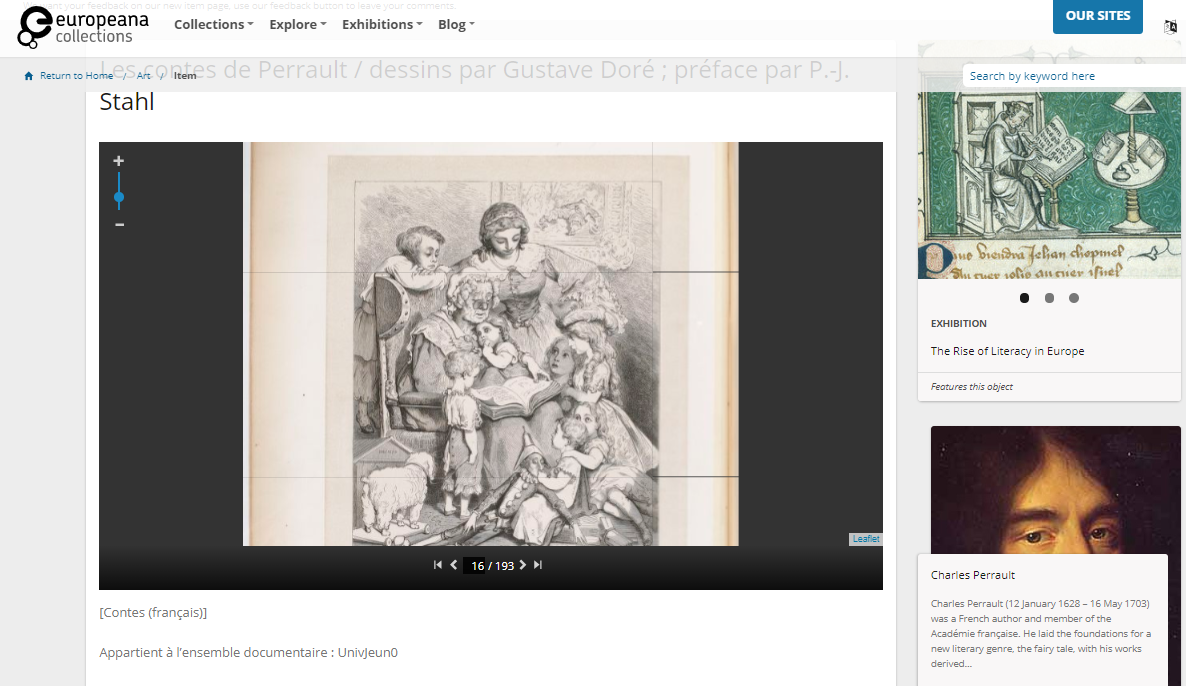 europeana
collections
Collections
Explore
Exhibitions
Blog
OUR SITES
Return to Home / Art / Item
Search by keyword here
Les contes de Perrault / dessins par Gustave Doré ; préface par P.-J.
Stahl
+
−
Leaflet
16 / 193
[Contes (français)]
Appartient à l’ensemble documentaire : UnivJeun0
EXHIBITION
The Rise of Literacy in Europe
Features this object
Charles Perrault
Charles Perrault (12 January 1628 – 16 May 1703)
was a French author and member of the
Académie française. He laid the foundations for a
new literary genre, the fairy tale, with his works
derived...